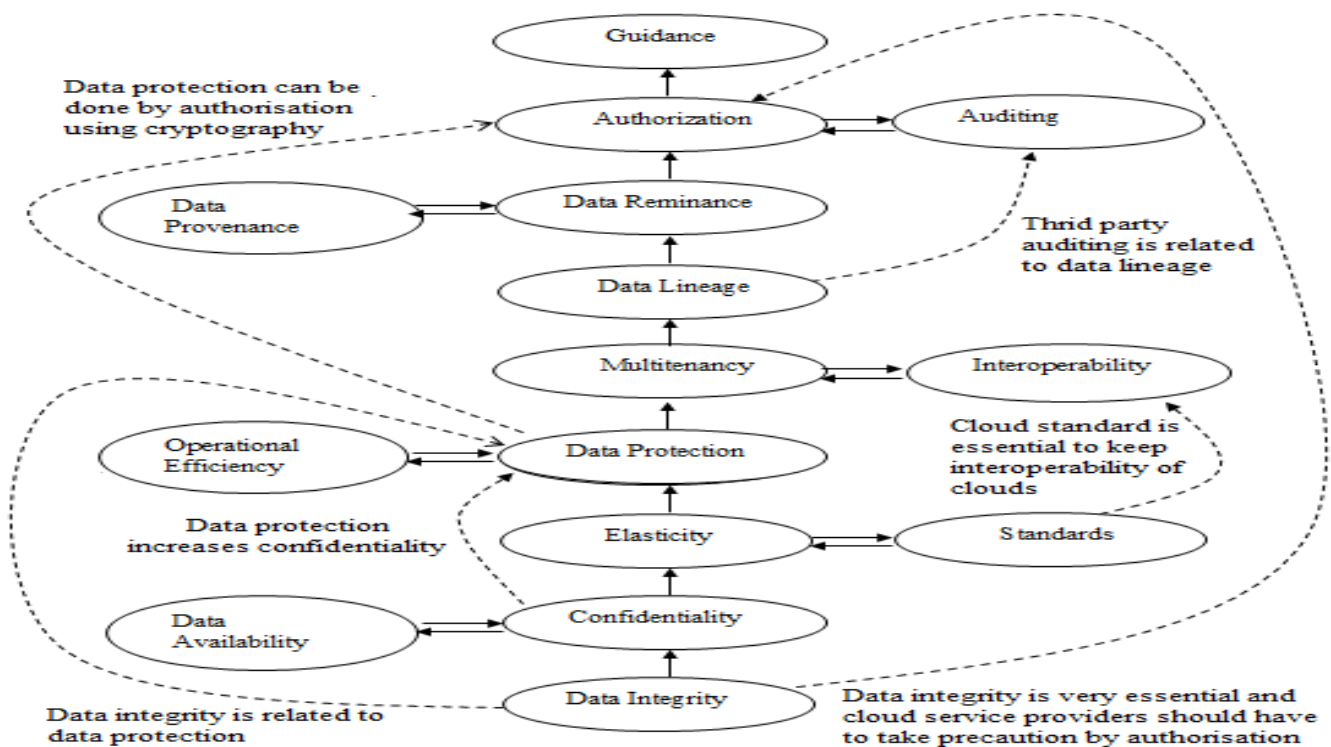 Guidance
Data protection can be
done by authorisation
using cryptography
Authorization
Auditing
Data
Provenance
Data Reminance
Thrid party
auditing is related
to data lineage
Data Lineage
Multitenancy
Interoperability
Operational
Efficiency
Data Protection
Cloud standard is
essential to keep
interoperability of
clouds
Data protection
increases confidentiality
Elasticity
Standards
Data
Availability
Confidentiality
Data Integrity
Data integrity is related to
data protection
Data integrity is very essential and
cloud service providers should have
to take precaution by authorisation